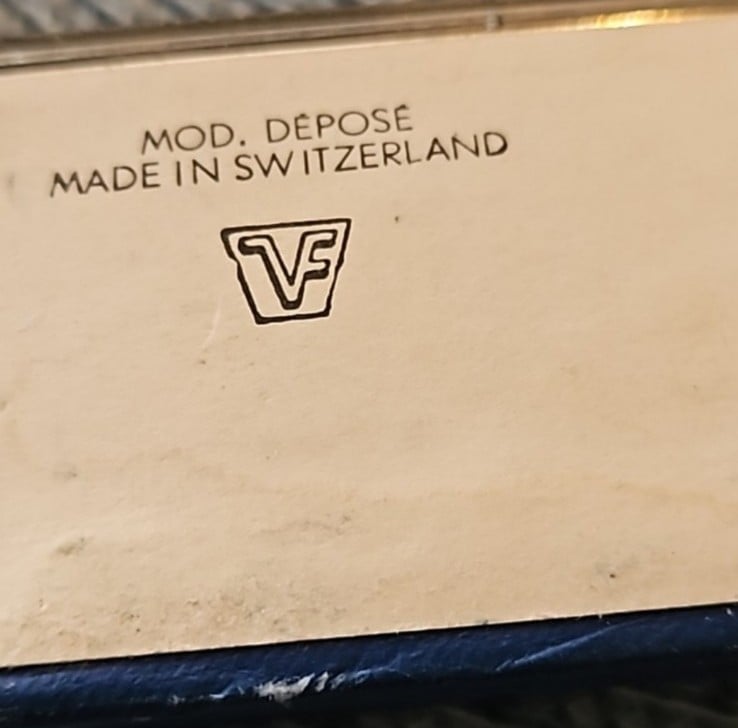 MOD. DÉPOSÉ
MADE IN SWITZERLAND
VF